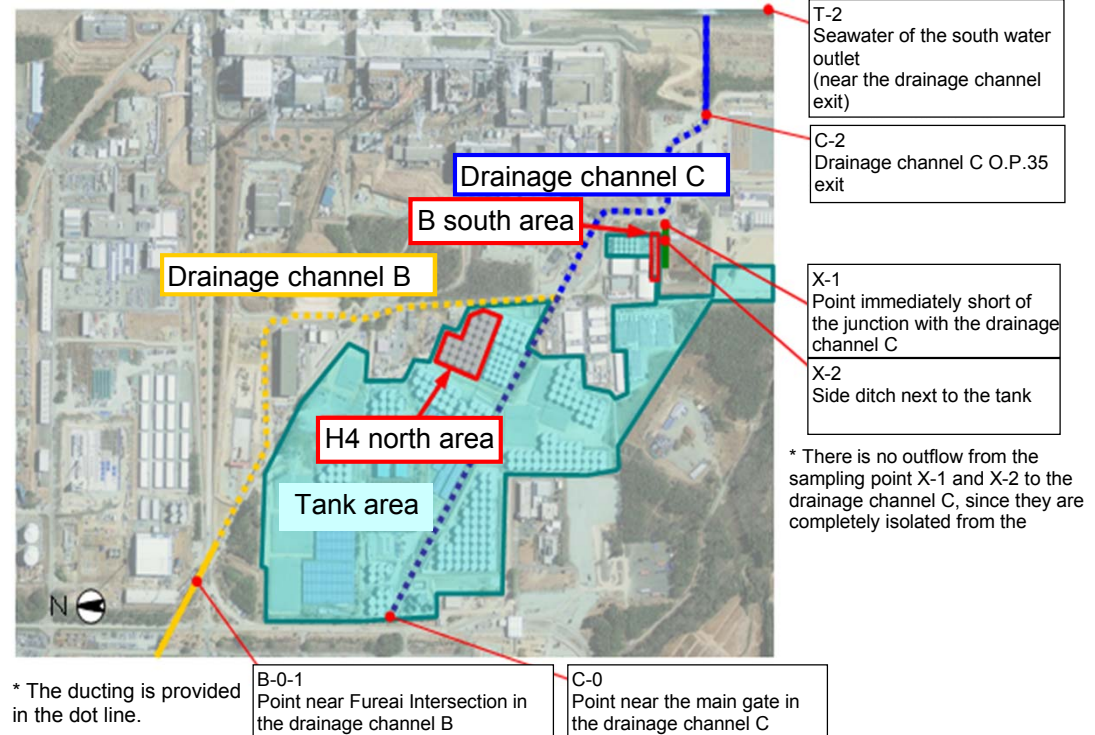 T-2
Seawater of the south water
outlet
(near the drainage channel
exit)
C-2
Drainage channel C O.P.35
exit
Drainage channel C
B south area
Drainage channel B
X-1
Point immediately short of
the junction with the drainage
channel C
X-2
Side ditch next to the tank
H4 north area
Tank area
* There is no outflow from the
sampling point X-1 and X-2 to the
drainage channel C, since they are
completely isolated from the
N
* The ducting is provided
in the dot line.
B-0-1
Point near Fureai Intersection in
the drainage channel B
C-0
Point near the main gate in
the drainage channel C